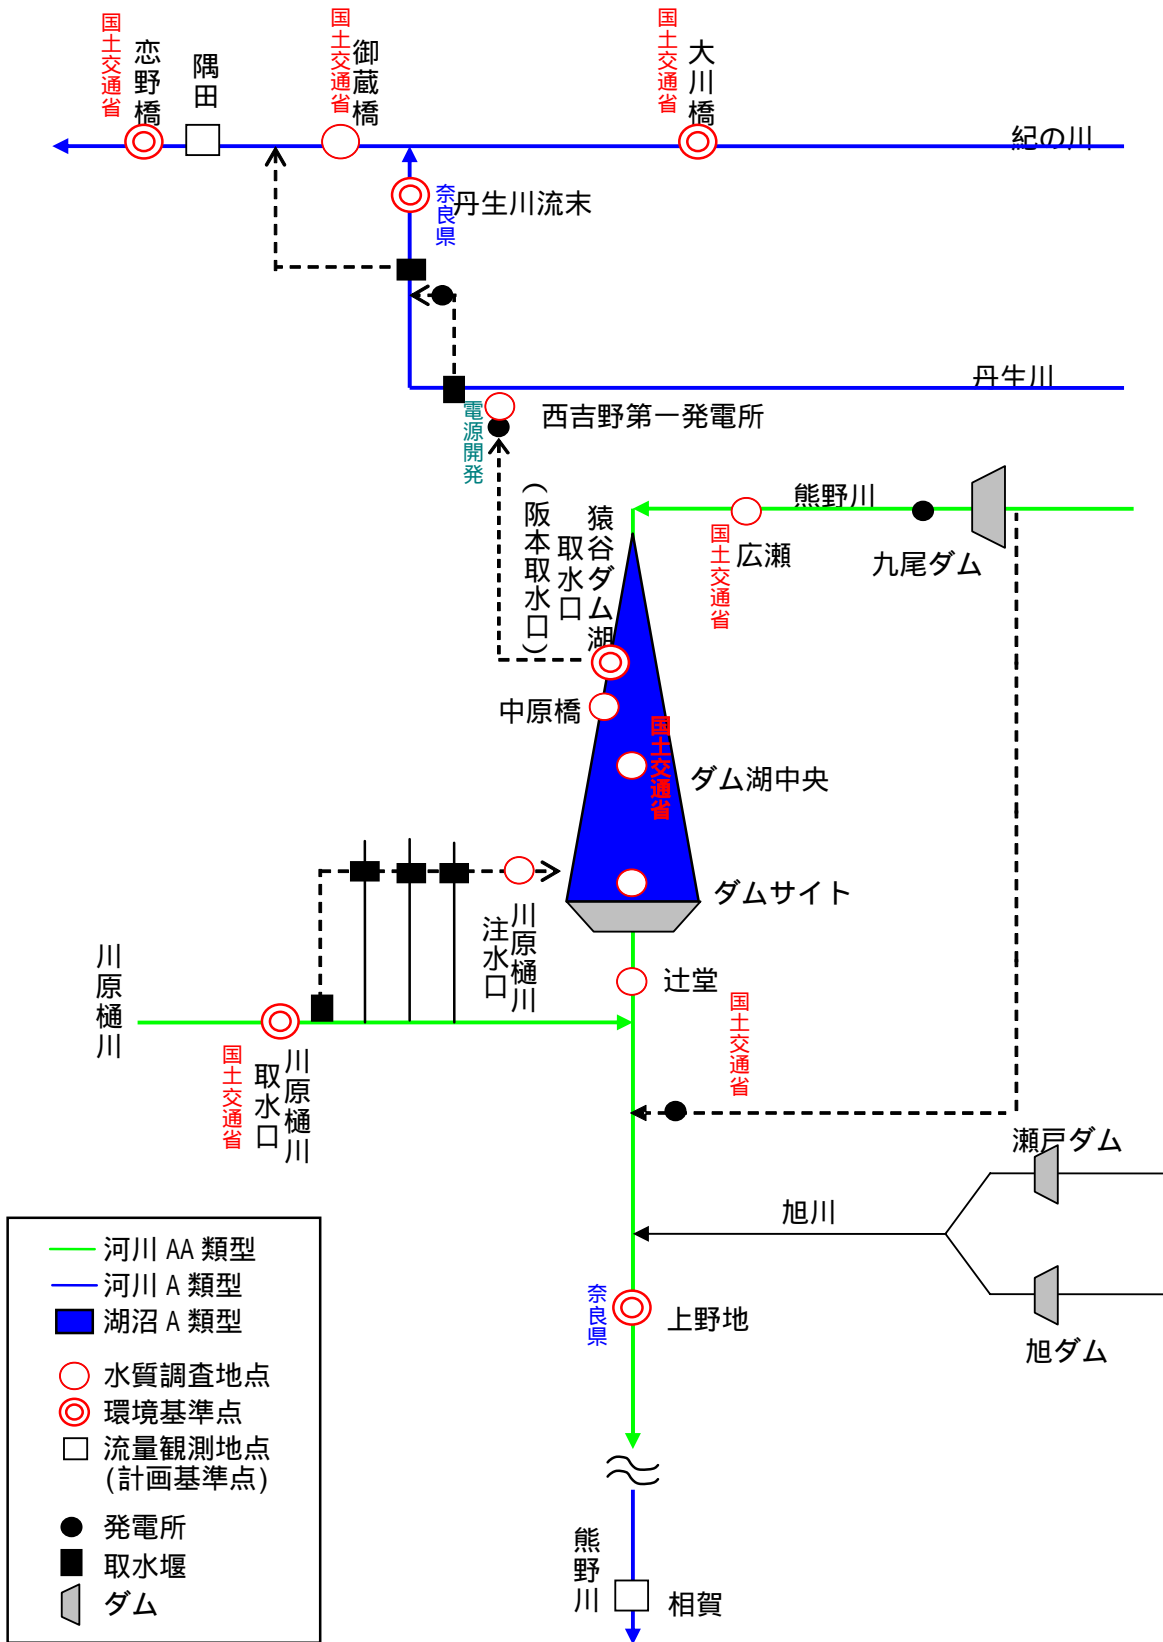 国土交通省
恋野橋
隅田
国土交通省
御蔵橋
国土交通省
大川橋
紀の川
奈良県
丹生川流末
丹生川
電源開発
西吉野第一発電所
熊野川
国土交通省
広瀬
九尾ダム
猿谷ダム湖
取水口
(阪本取水口)
中原橋
国土交通省
ダム湖中央
ダムサイト
川原樋川
注水口
辻堂
国土交通省
川原樋川
国土交通省
川原樋川
取水口
瀬戸ダム
旭川
旭ダム
奈良県
上野地
熊野川
相賀
河川 AA 類型
河川 A 類型
湖沼 A 類型
水質調査地点
環境基準点
流量観測地点
(計画基準点)
発電所
取水堰
ダム